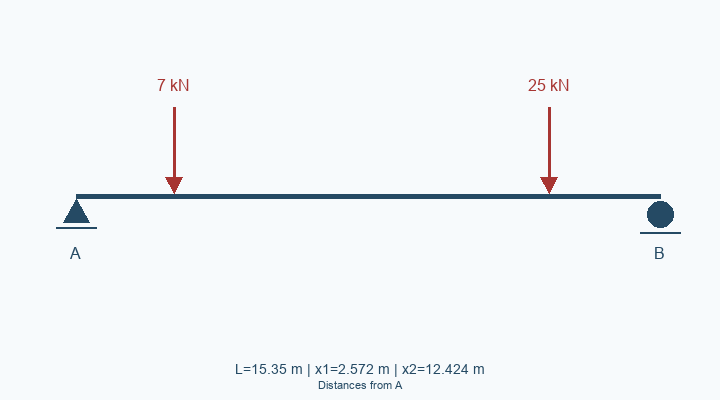 7 kN
25 kN
A
B
L=15.35 m | x1=2.572 m | x2=12.424 m
Distances from A